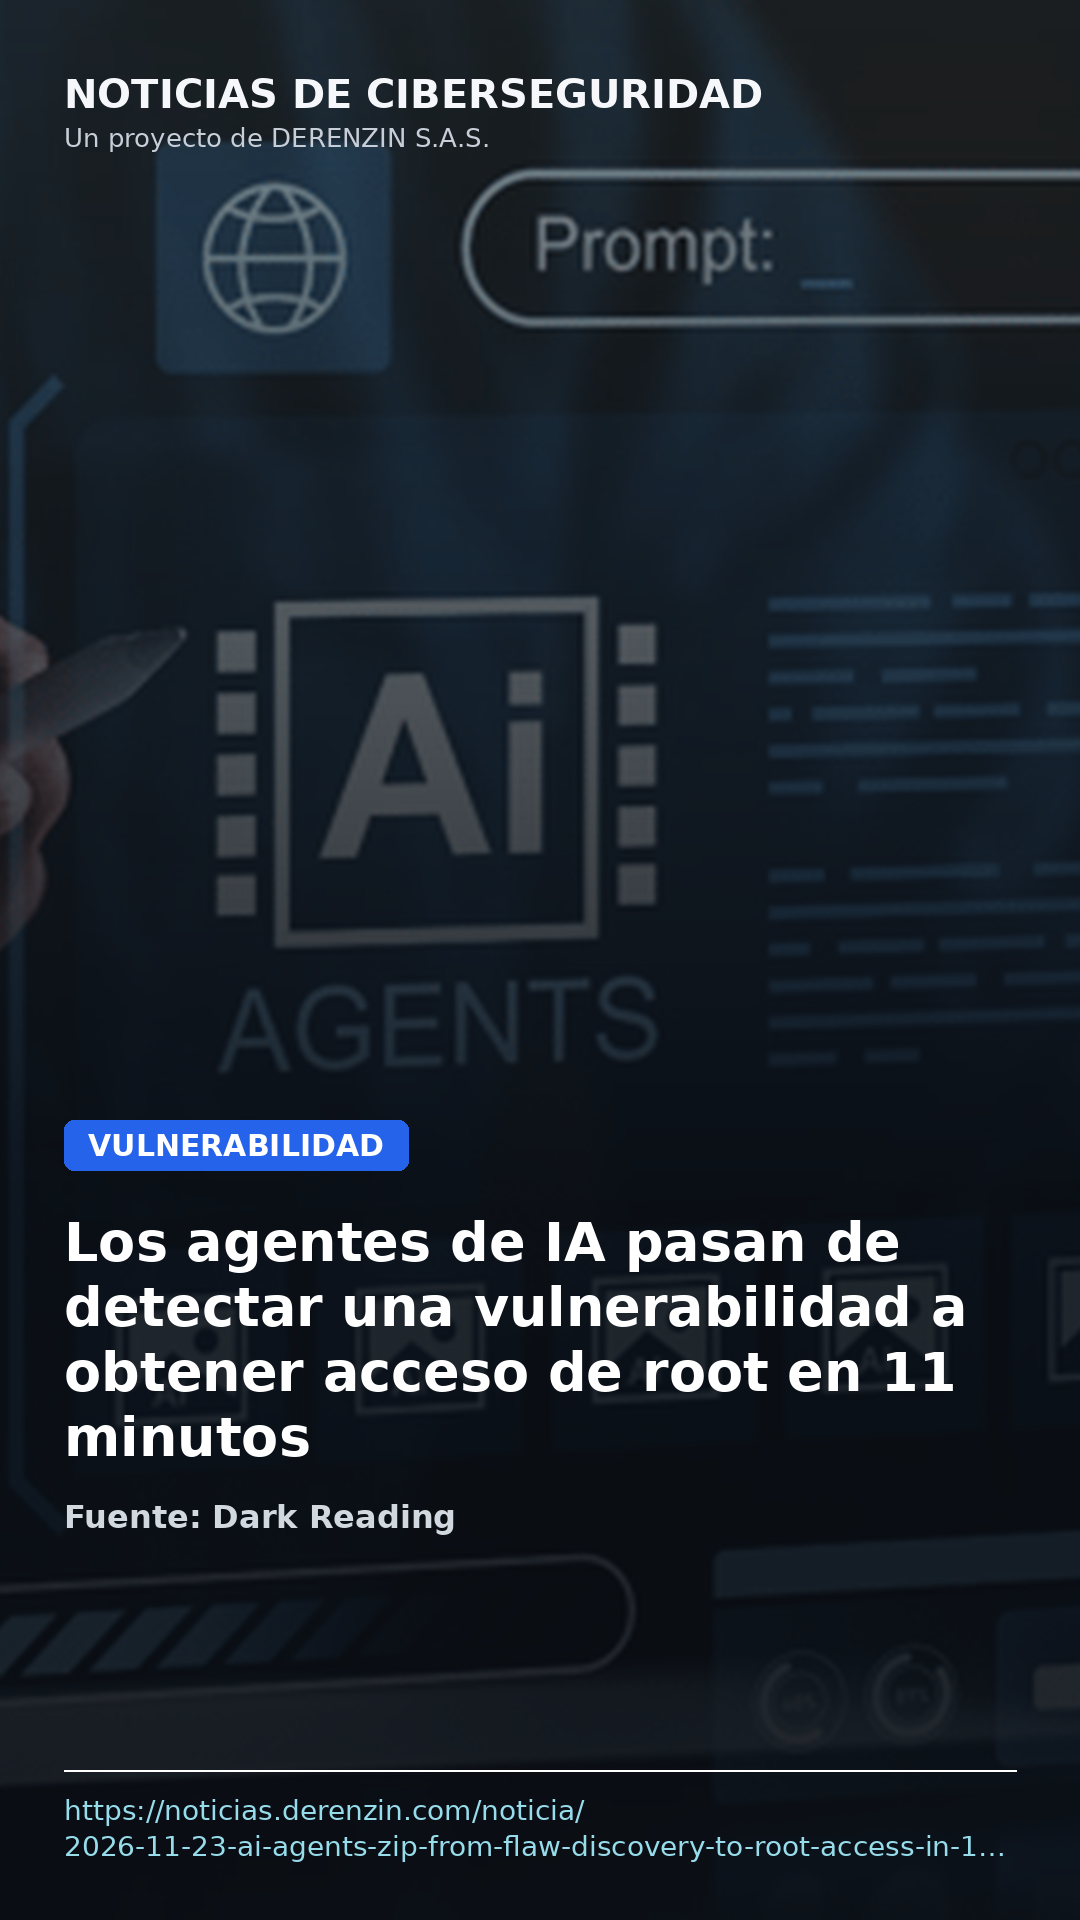 NOTICIAS DE CIBERSEGURIDAD
Un proyecto de DERENZIN S.A.S.
Prompt: _
Ai
AGENTS
VULNERABILIDAD
Los agentes de IA pasan de
detectar una vulnerabilidad a
obtener acceso de root en 11
minutos
Fuente: Dark Reading
https://noticias.derenzin.com/noticia/
2026-11-23-ai-agents-zip-from-flaw-discovery-to-root-access-in-1…